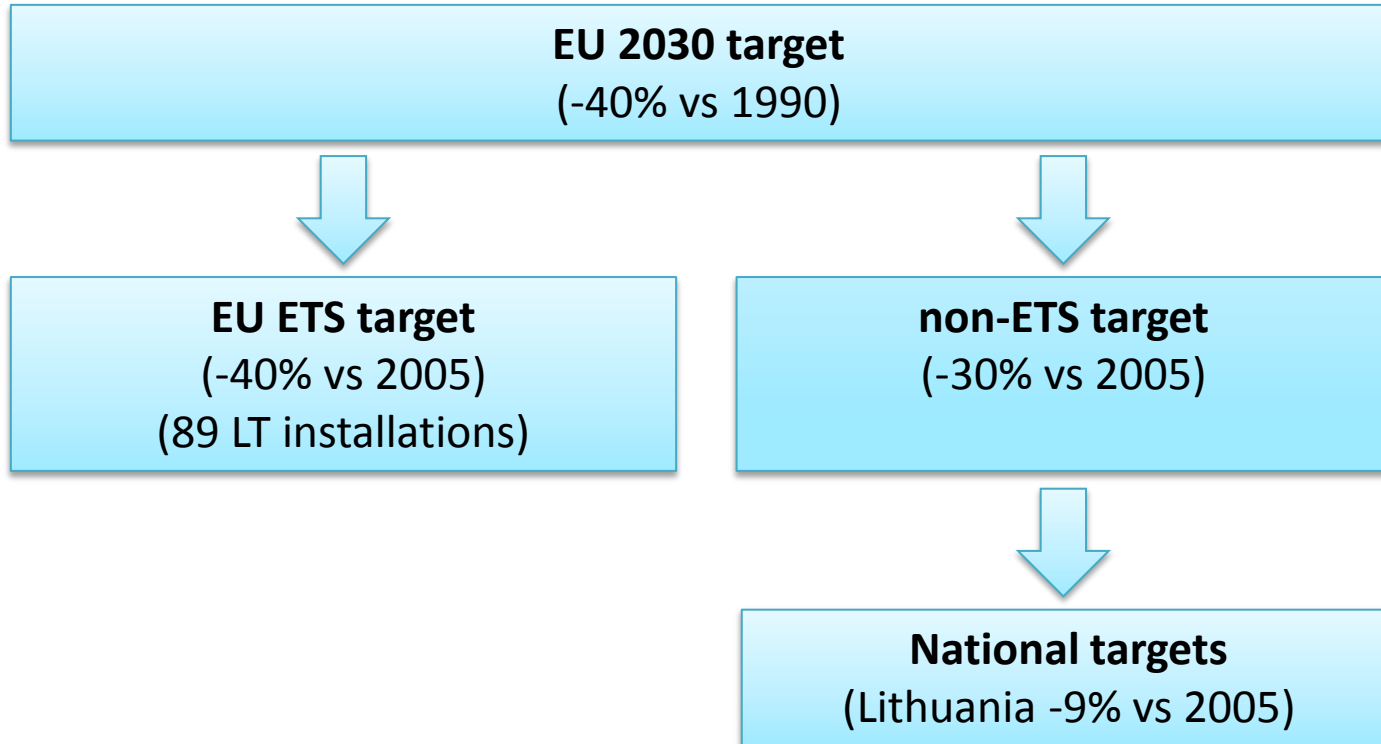 EU 2030 target
(-40% vs 1990)
EU ETS target
(-40% vs 2005)
(89 LT installations)
non-ETS target
(-30% vs 2005)
National targets
(Lithuania -9% vs 2005)